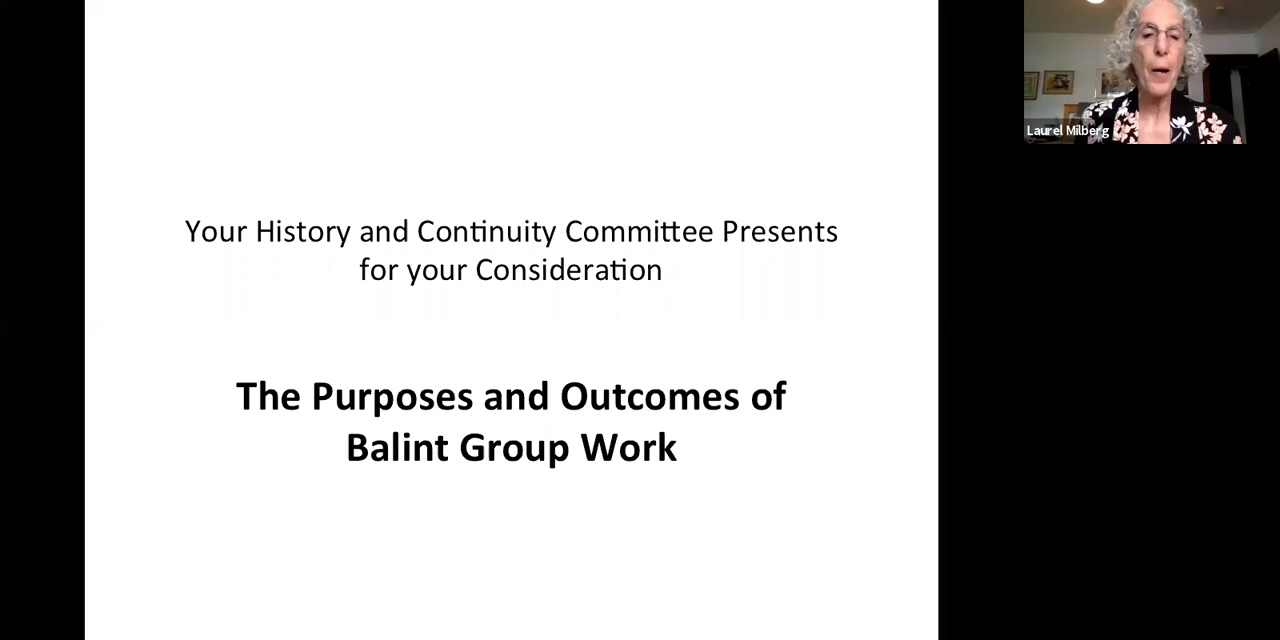 Your History and Continuity Committee Presents
for your Consideration
The Purposes and Outcomes of
Balint Group Work
Laurel Milberg